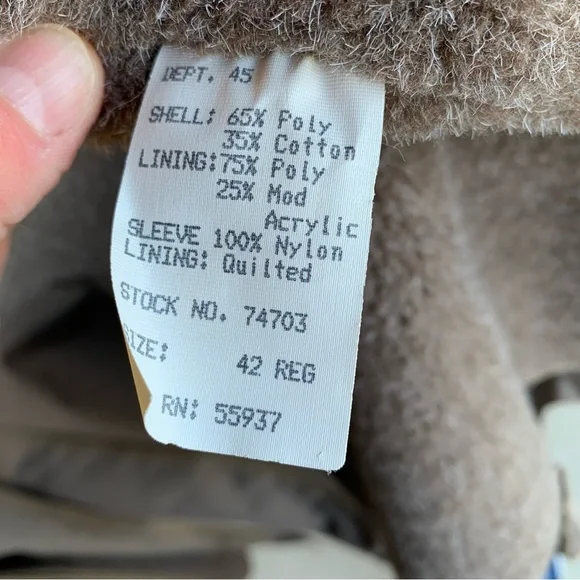 DEPT. 45
SHELL: 65% Poly
35% Cotton
LINING:75% Poly
25% Mod
Acrylic
SLEEVE 100% Nylon
LINING: Quilted
STOCK NO. 74703
SIZE: 42 REG
RN: 55937